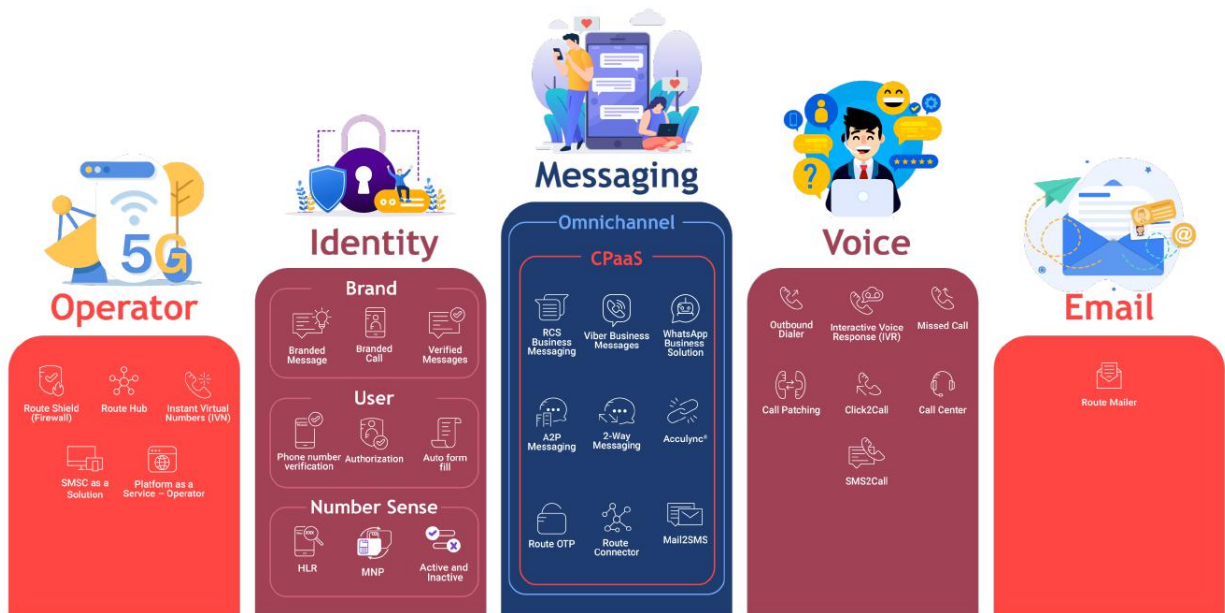 Operator
5G
Route Shield
(Firewall)
Route Hub
Instant Virtual
Numbers (IVN)
SMSC as a
Solution
Platform as a
Service – Operator
Identity
Brand
Branded
Message
Branded
Call
Verified
Messages
User
Phone number
verification
Authorization
Auto form
fill
Number Sense
HLR
MNP
Active and
Inactive
Messaging
Omnichannel
CPaaS
RCS
Business
Messaging
Viber Business
Messages
WhatsApp
Business
Solution
A2P
Messaging
2-Way
Messaging
Acculync®
Route OTP
Route
Connector
Mail2SMS
Voice
?
Outbound
Dialer
Interactive Voice
Response (IVR)
Missed Call
Call Patching
Click2Call
Call Center
SMS2Call
Email
@
Route Mailer